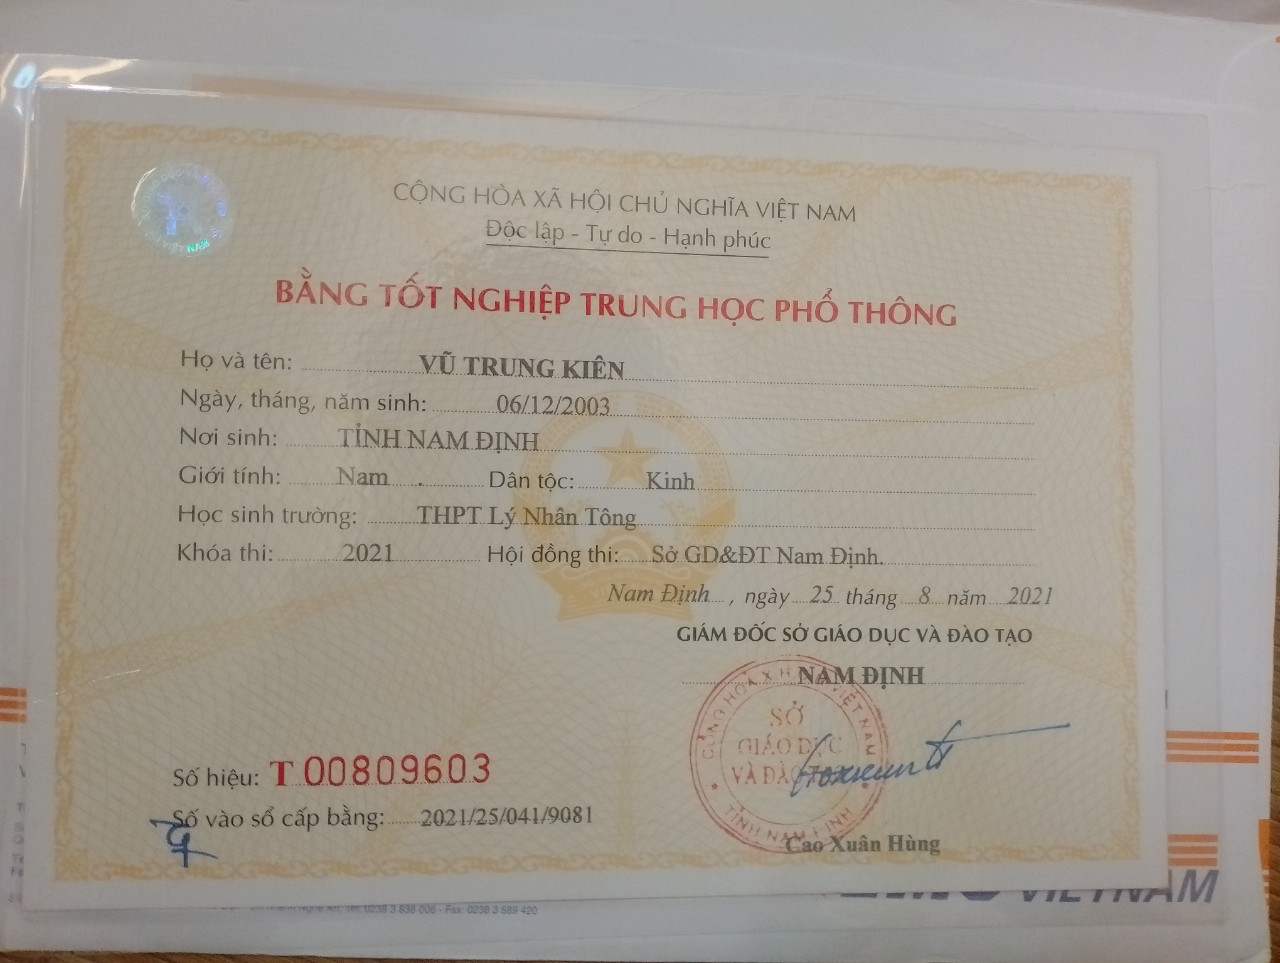 CỘNG HÒA XÃ HỘI CHỦ NGHĨA VIỆT NAM
Độc lập - Tự do - Hạnh phúc
BẰNG TỐT NGHIỆP TRUNG HỌC PHỔ THÔNG
Họ và tên: VŨ TRUNG KIÊN
Ngày, tháng, năm sinh: 06/12/2003
Nơi sinh: TỈNH NAM ĐỊNH
Giới tính: Nam Dân tộc: Kinh
Học sinh trường: THPT Lý Nhân Tông
Khóa thi: 2021 Hội đồng thi: Sở GD&ĐT Nam Định.
Nam Định, ngày 25 tháng 8 năm 2021
GIÁM ĐỐC SỞ GIÁO DỤC VÀ ĐÀO TẠO
NAM ĐỊNH
CỘNG HÒA X.H.C.N VIỆT NAM
SỞ
GIÁO DỤC
VÀ ĐÀO TẠO
TỈNH NAM ĐỊNH
Số hiệu: T 00809603
Số vào sổ cấp bằng: 2021/25/041/9081
Cao Xuân Hùng
VIETNAM
Tel: 0238 3 838 006 - Fax: 0238 3 589 420